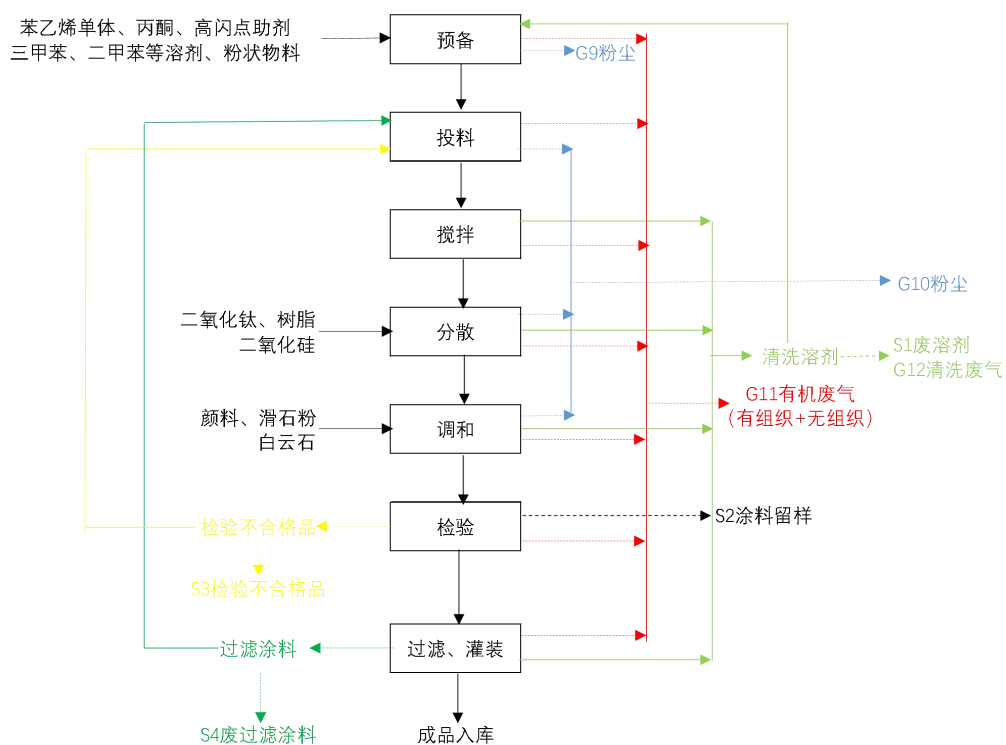 苯乙烯单体、丙酮、高闪点助剂
三甲苯、二甲苯等溶剂、粉状物料
预备
G9粉尘
投料
搅拌
G10粉尘
二氧化钛、树脂
二氧化硅
分散
清洗溶剂
S1废溶剂
G12清洗废气
G11有机废气
（有组织+无组织）
颜料、滑石粉
白云石
调和
检验不合格品
检验
S2涂料留样
S3检验不合格品
过滤涂料
过滤、灌装
S4废过滤涂料
成品入库